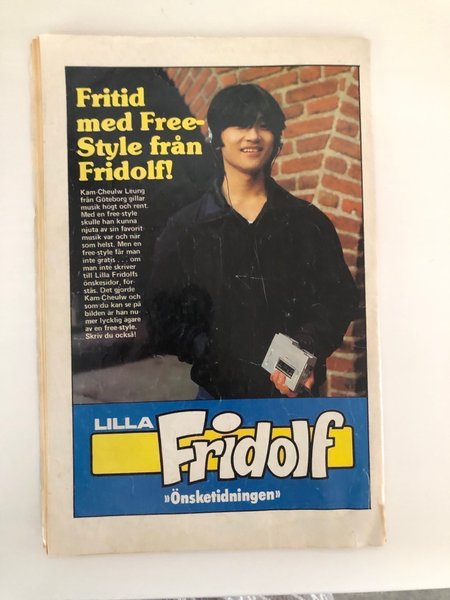 Fritid
med Free-
Style från
Fridolf!
Kam-Cheulw Leung
från Göteborg gillar
musik högt och rent.
Med en free-style
skulle han kunna
njuta av sin favorit-
musik var och när
som helst. Men en
free-style får man
inte gratis . . . om
man inte skriver
till Lilla Fridolfs
önskesidor, för-
stås. Det gjorde
Kam-Cheulw och
som du kan se på
bilden är han nu-
mer lycklig ägare
av en free-style.
Skriv du också!
LILLA
Fridolf
»Önsketidningen»